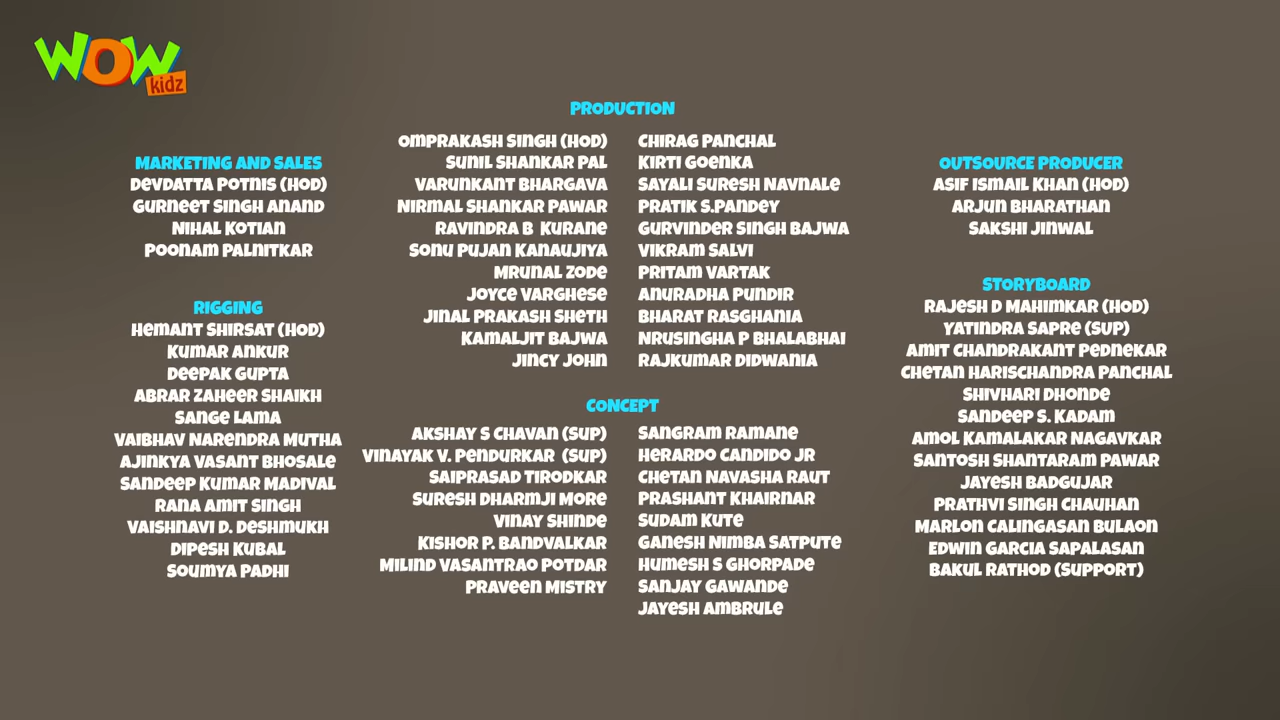 WOW
kidz
MARKETING AND SALES
DEVDATTA POTNIS (HOD)
GURNEET SINGH ANAND
NIHAL KOTIAN
POONAM PALNITKAR
RIGGING
HEMANT SHIRSAT (HOD)
KUMAR ANKUR
DEEPAK GUPTA
ABRAR ZAHEER SHAIKH
SANGE LAMA
VAIBHAV NARENDRA MUTHA
AJINKYA VASANT BHOSALE
SANDEEP KUMAR MADIVAL
RANA AMIT SINGH
VAISHNAVI D. DESHMUKH
DIPESH KUBAL
SOUMYA PADHI
PRODUCTION
OMPRAKASH SINGH (HOD)
SUNIL SHANKAR PAL
VARUNKANT BHARGAVA
NIRMAL SHANKAR PAWAR
RAVINDRA B KURANE
SONU PUJAN KANAUJIYA
MRUNAL ZODE
JOYCE VARGHESE
JINAL PRAKASH SHETH
KAMALJIT BAJWA
JINCY JOHN
CHIRAG PANCHAL
KIRTI GOENKA
SAYALI SURESH NAVNALE
PRATIK S.PANDEY
GURVINDER SINGH BAJWA
VIKRAM SALVI
PRITAM VARTAK
ANURADHA PUNDIR
BHARAT RASGHANIA
NRUSINGHA P BHALABHAI
RAJKUMAR DIDWANIA
CONCEPT
AKSHAY S CHAVAN (SUP)
VINAYAK V. PENDURKAR (SUP)
SAIPRASAD TIRODKAR
SURESH DHARMJI MORE
VINAY SHINDE
KISHOR P. BANDVALKAR
MILIND VASANTRAO POTDAR
PRAVEEN MISTRY
SANGRAM RAMANE
HERARDO CANDIDO JR
CHETAN NAVASHA RAUT
PRASHANT KHAIRNAR
SUDAM KUTE
GANESH NIMBA SATPUTE
HUMESH S GHORPADE
SANJAY GAWANDE
JAYESH AMBRULE
OUTSOURCE PRODUCER
ASIF ISMAIL KHAN (HOD)
ARJUN BHARATHAN
SAKSHI JINWAL
STORYBOARD
RAJESH D MAHIMKAR (HOD)
YATINDRA SAPRE (SUP)
AMIT CHANDRAKANT PEDNEKAR
CHETAN HARISCHANDRA PANCHAL
SHIVHARI DHONDE
SANDEEP S. KADAM
AMOL KAMALAKAR NAGAVKAR
SANTOSH SHANTARAM PAWAR
JAYESH BADGUJAR
PRATHVI SINGH CHAUHAN
MARLON CALINGASAN BULAON
EDWIN GARCIA SAPALASAN
BAKUL RATHOD (SUPPORT)